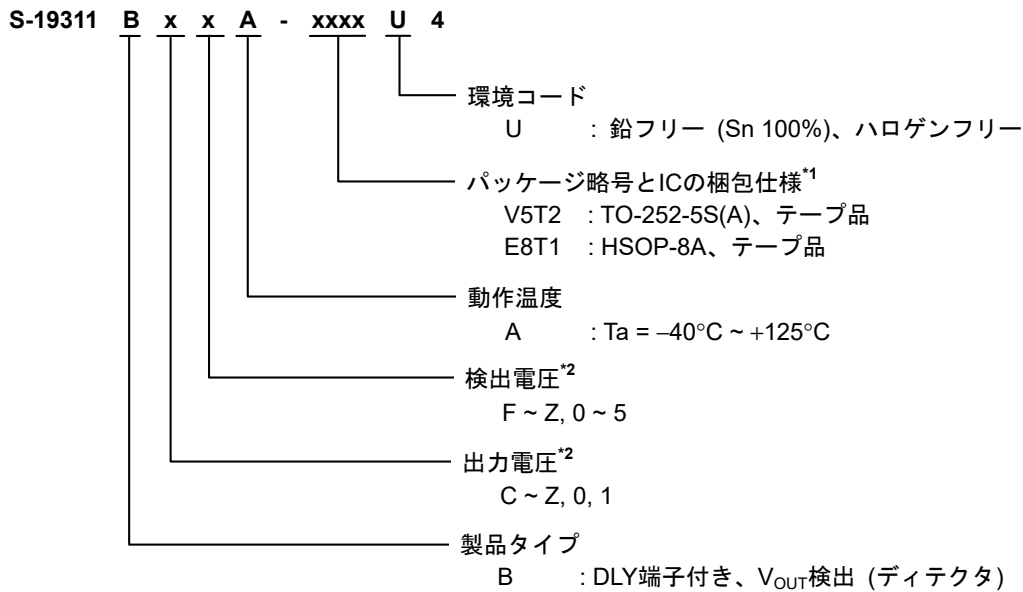 S-19311 B x x A - xxxx U 4
環境コード
U : 鉛フリー (Sn 100%)、ハロゲンフリー
パッケージ略号とICの梱包仕様*1
V5T2 : TO-252-5S(A)、テープ品
E8T1 : HSOP-8A、テープ品
動作温度
A : Ta = −40°C ~ +125°C
検出電圧*2
F ~ Z, 0 ~ 5
出力電圧*2
C ~ Z, 0, 1
製品タイプ
B : DLY端子付き、VOUT検出 (ディテクタ)